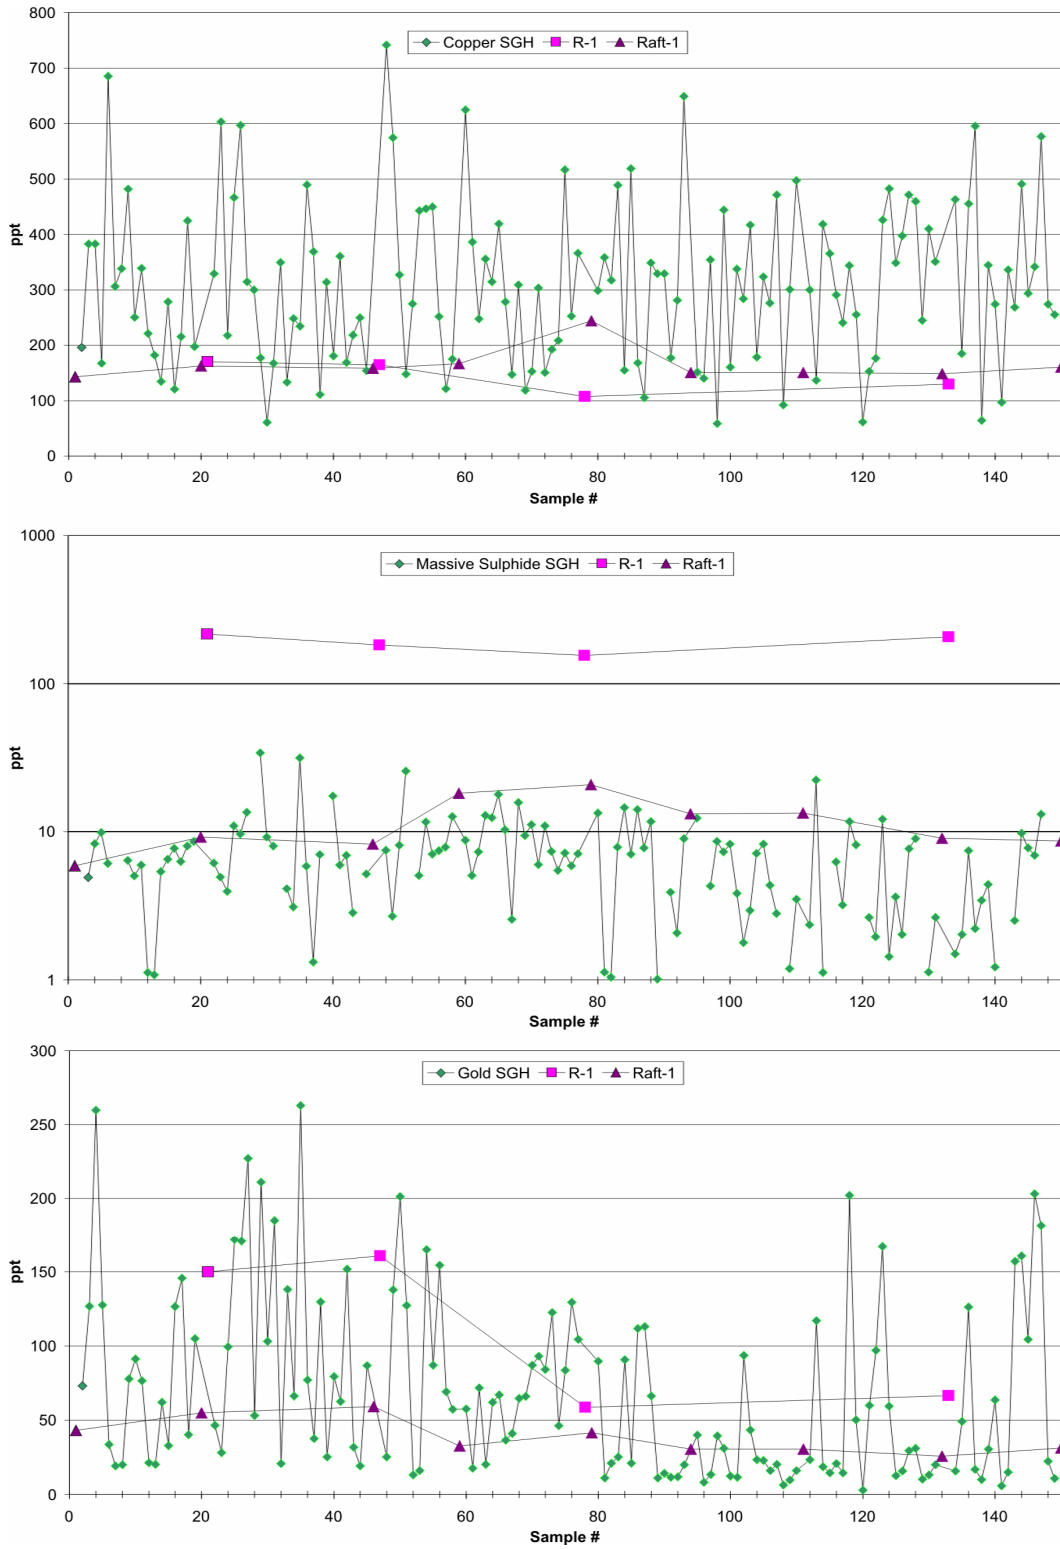 800
700
600
500
400
300
200
100
0
ppt
Copper SGH R-1 Raft-1
0 20 40 60 80 100 120 140
Sample #
1000
100
10
1
ppt
Massive Sulphide SGH R-1 Raft-1
0 20 40 60 80 100 120 140
Sample #
300
250
200
150
100
50
0
ppt
Gold SGH R-1 Raft-1
0 20 40 60 80 100 120 140
Sample #